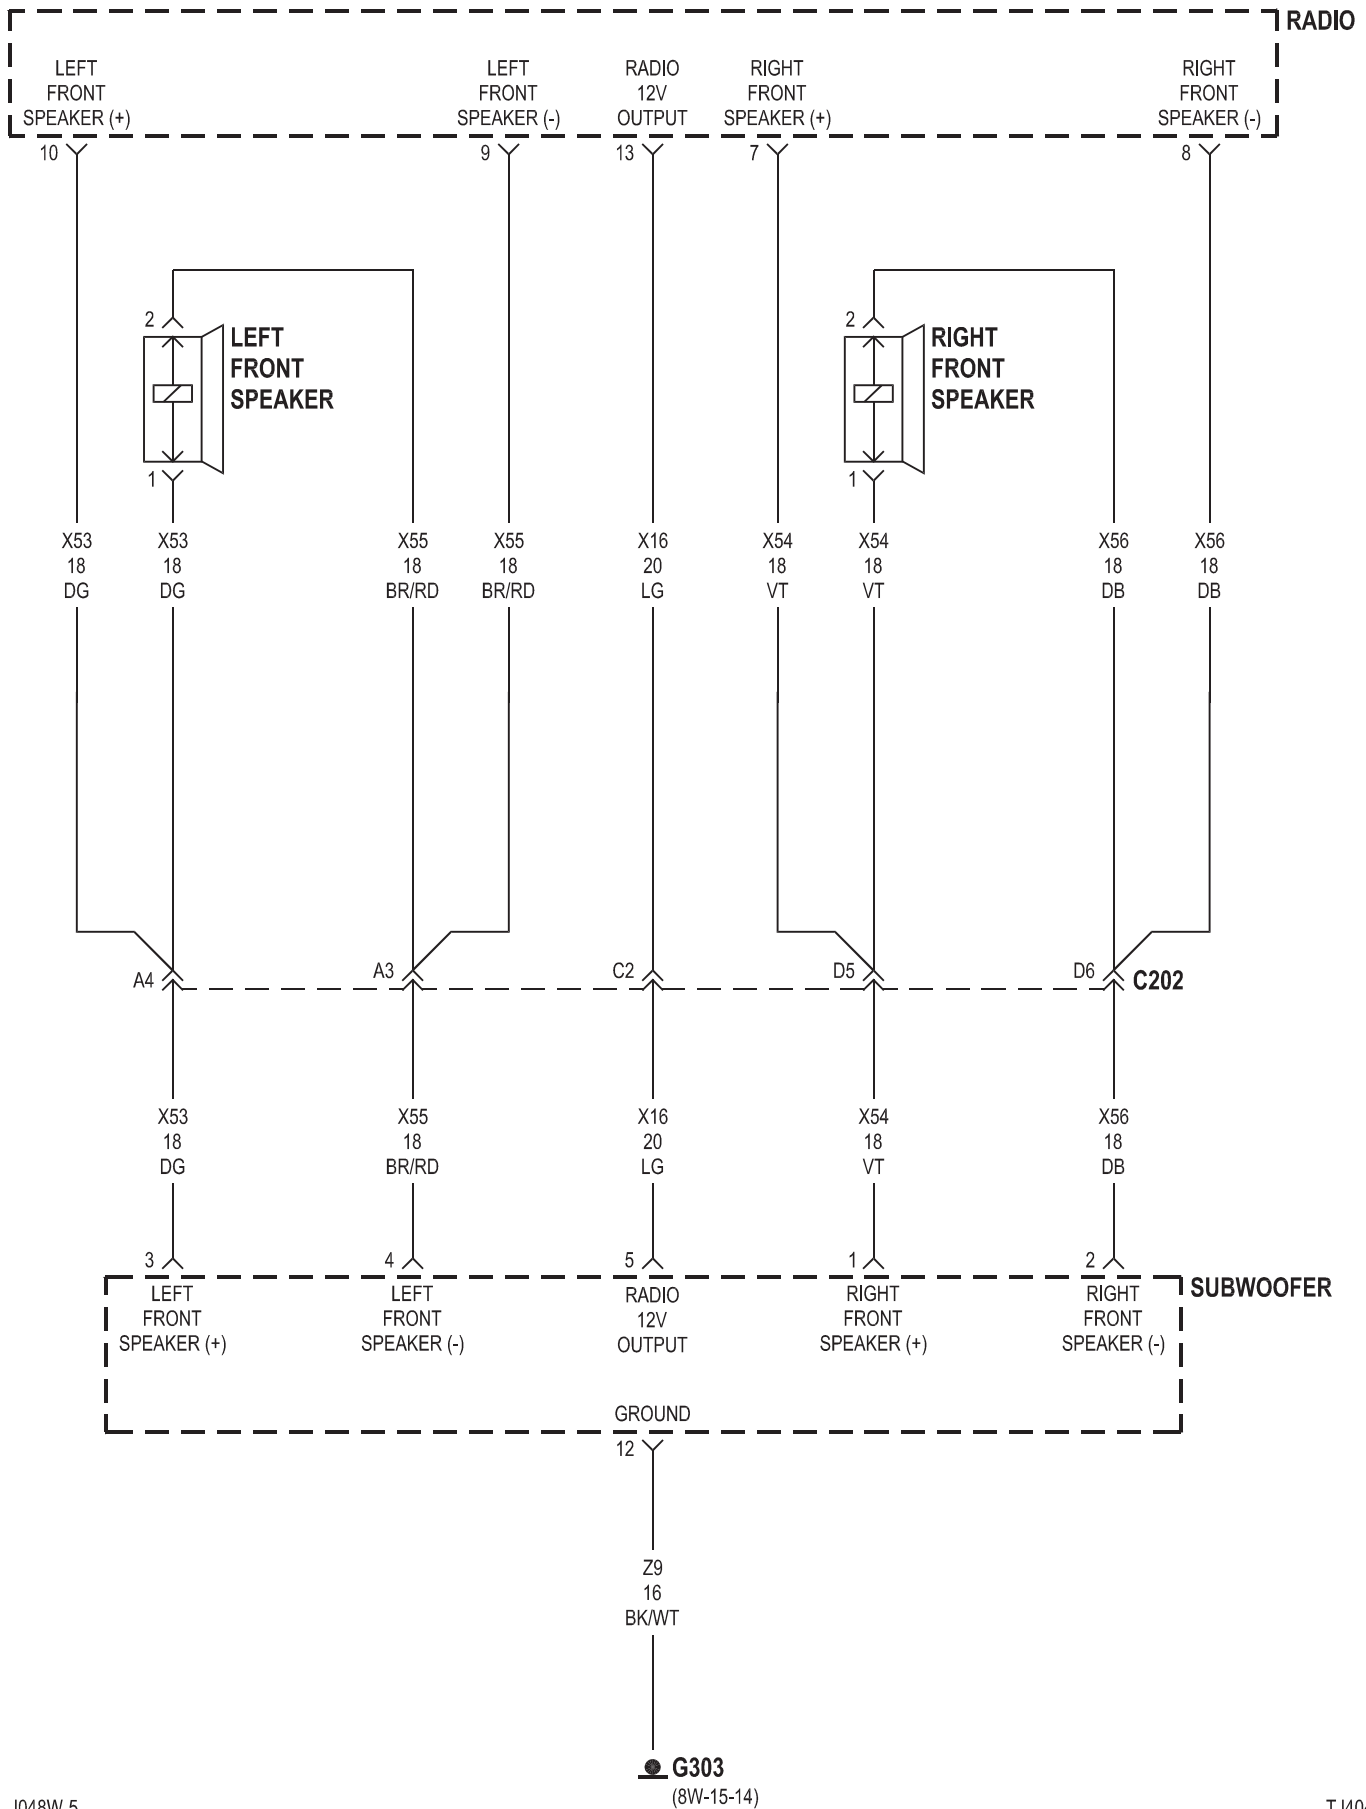 RADIO
LEFT
FRONT
SPEAKER (+)
LEFT
FRONT
SPEAKER (-)
RADIO
12V
OUTPUT
RIGHT
FRONT
SPEAKER (+)
RIGHT
FRONT
SPEAKER (-)
10
9
13
7
8
2
LEFT
FRONT
SPEAKER
1
2
RIGHT
FRONT
SPEAKER
1
X53
18
DG
X53
18
DG
X55
18
BR/RD
X55
18
BR/RD
X16
20
LG
X54
18
VT
X54
18
VT
X56
18
DB
X56
18
DB
A4
A3
C2
D5
D6
C202
X53
18
DG
X55
18
BR/RD
X16
20
LG
X54
18
VT
X56
18
DB
3
4
5
1
2
SUBWOOFER
LEFT
FRONT
SPEAKER (+)
LEFT
FRONT
SPEAKER (-)
RADIO
12V
OUTPUT
RIGHT
FRONT
SPEAKER (+)
RIGHT
FRONT
SPEAKER (-)
GROUND
12
Z9
16
BK/WT
G303
(8W-15-14)